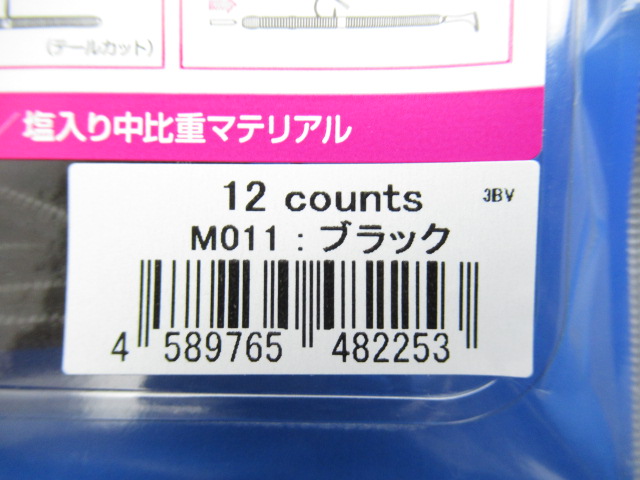 (テールカット)
塩入り中比重マテリアル
12 counts
3BV
M011:ブラック
4 589765 482253